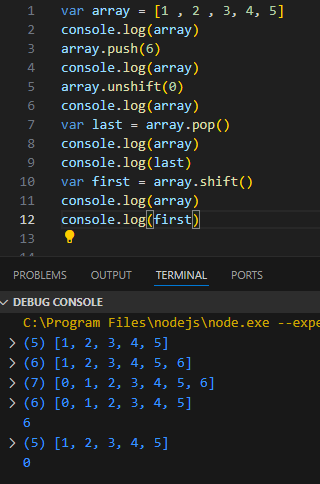 1 var array = [1 , 2 , 3, 4, 5]
2 console.log(array)
3 array.push(6)
4 console.log(array)
5 array.unshift(0)
6 console.log(array)
7 var last = array.pop()
8 console.log(array)
9 console.log(last)
10 var first = array.shift()
11 console.log(array)
12 console.log(first)
13
PROBLEMS OUTPUT TERMINAL PORTS
DEBUG CONSOLE
C:\Program Files\nodejs\node.exe --expe
> (5) [1, 2, 3, 4, 5]
> (6) [1, 2, 3, 4, 5, 6]
> (7) [0, 1, 2, 3, 4, 5, 6]
> (6) [0, 1, 2, 3, 4, 5]
6
> (5) [1, 2, 3, 4, 5]
0